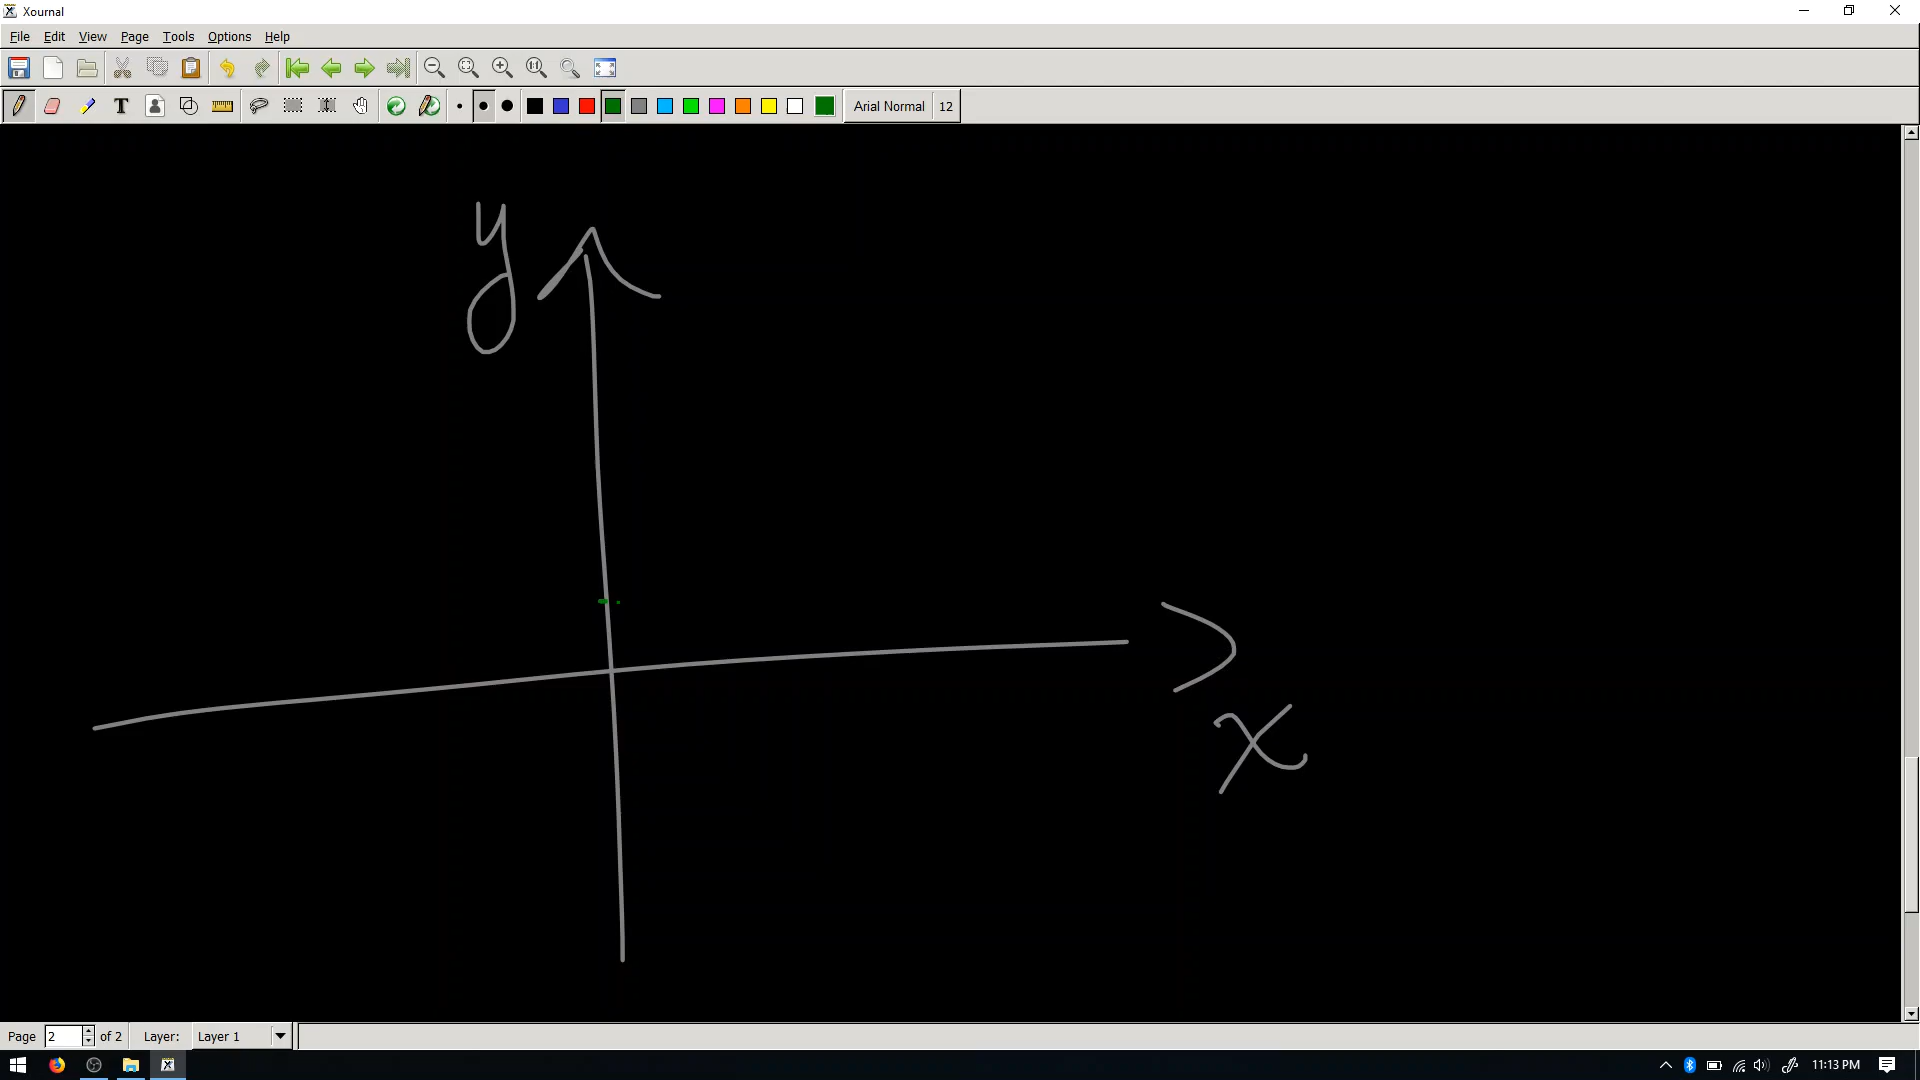 Xournal
File Edit View Page Tools Options Help
T Arial Normal 12
y
x
Page 2 of 2 Layer: Layer 1
11:13 PM